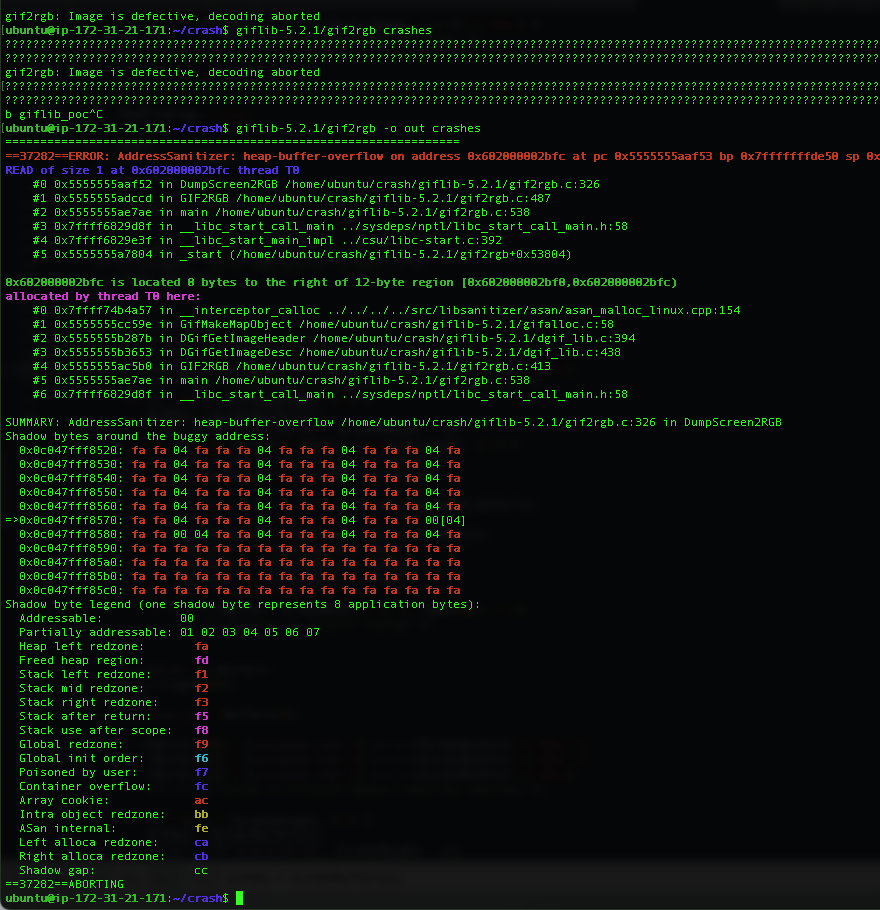 gif2rgb: Image is defective, decoding aborted
[ubuntu@ip-172-31-21-171:~/crash$ giflib-5.2.1/gif2rgb crashes
?????????????????????????????????????????????????????????????????????????????????????????????????????????????????????????????
?????????????????????????????????????????????????????????????????????????????????????????????????????????????????????????????
gif2rgb: Image is defective, decoding aborted
[????????????????????????????????????????????????????????????????????????????????????????????????????????????????????????????
?????????????????????????????????????????????????????????????????????????????????????????????????????????????????????????????
b giflib_poc^C
[ubuntu@ip-172-31-21-171:~/crash$ giflib-5.2.1/gif2rgb -o out crashes
=================================================================
==37282==ERROR: AddressSanitizer: heap-buffer-overflow on address 0x602000002bfc at pc 0x5555555aaf53 bp 0x7fffffffde50 sp 0x
READ of size 1 at 0x602000002bfc thread T0
    #0 0x5555555aaf52 in DumpScreen2RGB /home/ubuntu/crash/giflib-5.2.1/gif2rgb.c:326
    #1 0x5555555adccd in GIF2RGB /home/ubuntu/crash/giflib-5.2.1/gif2rgb.c:487
    #2 0x5555555ae7ae in main /home/ubuntu/crash/giflib-5.2.1/gif2rgb.c:538
    #3 0x7ffff6829d8f in __libc_start_call_main ../sysdeps/nptl/libc_start_call_main.h:58
    #4 0x7ffff6829e3f in __libc_start_main_impl ../csu/libc-start.c:392
    #5 0x5555555a7804 in _start (/home/ubuntu/crash/giflib-5.2.1/gif2rgb+0x53804)
0x602000002bfc is located 0 bytes to the right of 12-byte region [0x602000002bf0,0x602000002bfc)
allocated by thread T0 here:
    #0 0x7ffff74b4a57 in __interceptor_calloc ../../../../src/libsanitizer/asan/asan_malloc_linux.cpp:154
    #1 0x5555555cc59e in GifMakeMapObject /home/ubuntu/crash/giflib-5.2.1/gifalloc.c:58
    #2 0x5555555b287b in DGifGetImageHeader /home/ubuntu/crash/giflib-5.2.1/dgif_lib.c:394
    #3 0x5555555b3653 in DGifGetImageDesc /home/ubuntu/crash/giflib-5.2.1/dgif_lib.c:438
    #4 0x5555555ac5b0 in GIF2RGB /home/ubuntu/crash/giflib-5.2.1/gif2rgb.c:413
    #5 0x5555555ae7ae in main /home/ubuntu/crash/giflib-5.2.1/gif2rgb.c:538
    #6 0x7ffff6829d8f in __libc_start_call_main ../sysdeps/nptl/libc_start_call_main.h:58
SUMMARY: AddressSanitizer: heap-buffer-overflow /home/ubuntu/crash/giflib-5.2.1/gif2rgb.c:326 in DumpScreen2RGB
Shadow bytes around the buggy address:
  0x0c047fff8520: fa fa 04 fa fa fa 04 fa fa fa 04 fa fa fa 04 fa
  0x0c047fff8530: fa fa 04 fa fa fa 04 fa fa fa 04 fa fa fa 04 fa
  0x0c047fff8540: fa fa 04 fa fa fa 04 fa fa fa 04 fa fa fa 04 fa
  0x0c047fff8550: fa fa 04 fa fa fa 04 fa fa fa 04 fa fa fa 04 fa
  0x0c047fff8560: fa fa 04 fa fa fa 04 fa fa fa 04 fa fa fa 04 fa
=>0x0c047fff8570: fa fa 04 fa fa fa 04 fa fa fa 04 fa fa fa 00[04]
  0x0c047fff8580: fa fa 00 04 fa fa 04 fa fa fa 04 fa fa fa 04 fa
  0x0c047fff8590: fa fa fa fa fa fa fa fa fa fa fa fa fa fa fa fa
  0x0c047fff85a0: fa fa fa fa fa fa fa fa fa fa fa fa fa fa fa fa
  0x0c047fff85b0: fa fa fa fa fa fa fa fa fa fa fa fa fa fa fa fa
  0x0c047fff85c0: fa fa fa fa fa fa fa fa fa fa fa fa fa fa fa fa
Shadow byte legend (one shadow byte represents 8 application bytes):
  Addressable:           00
  Partially addressable: 01 02 03 04 05 06 07
  Heap left redzone:       fa
  Freed heap region:       fd
  Stack left redzone:      f1
  Stack mid redzone:       f2
  Stack right redzone:     f3
  Stack after return:      f5
  Stack use after scope:   f8
  Global redzone:          f9
  Global init order:       f6
  Poisoned by user:        f7
  Container overflow:      fc
  Array cookie:            ac
  Intra object redzone:    bb
  ASan internal:           fe
  Left alloca redzone:     ca
  Right alloca redzone:    cb
  Shadow gap:              cc
==37282==ABORTING
ubuntu@ip-172-31-21-171:~/crash$